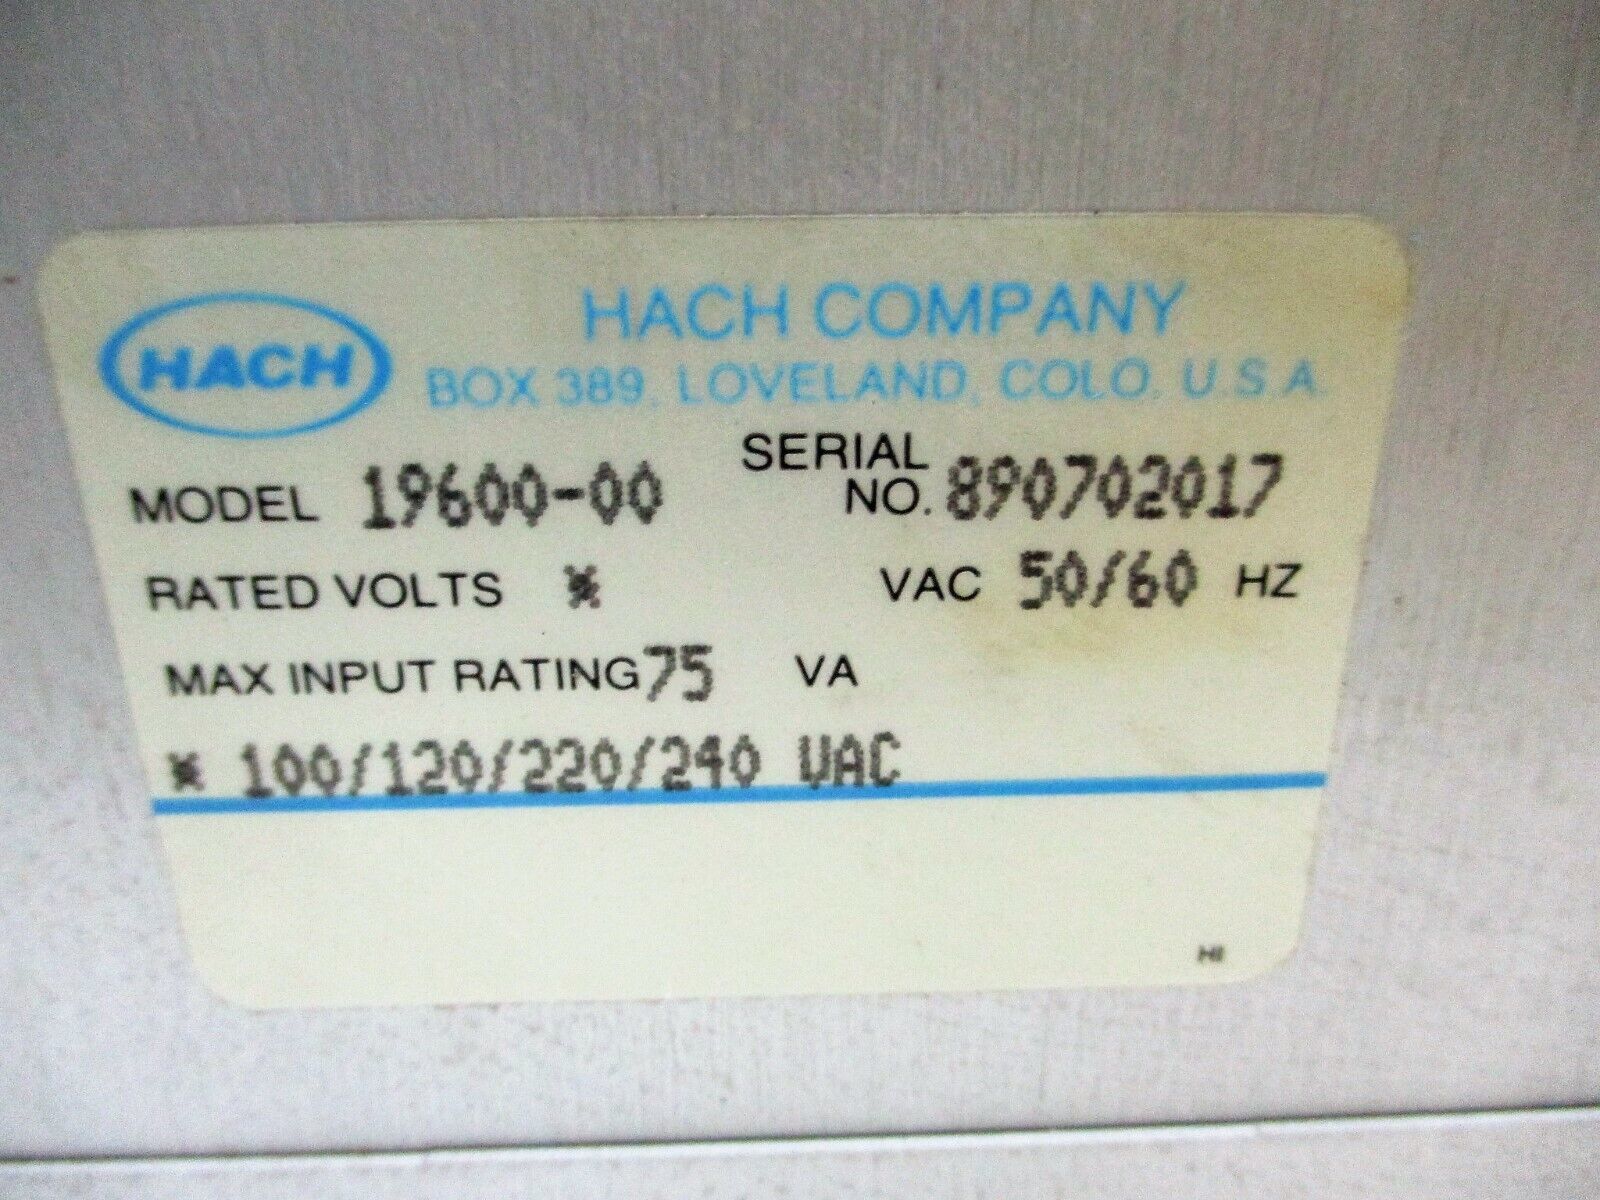 HACH
HACH COMPANY
BOX 389, LOVELAND, COLO. U.S.A.
MODEL 19600-00 SERIAL NO. 890702017
RATED VOLTS * VAC 50/60 HZ
MAX INPUT RATING 75 VA
* 100/120/220/240 VAC
HI